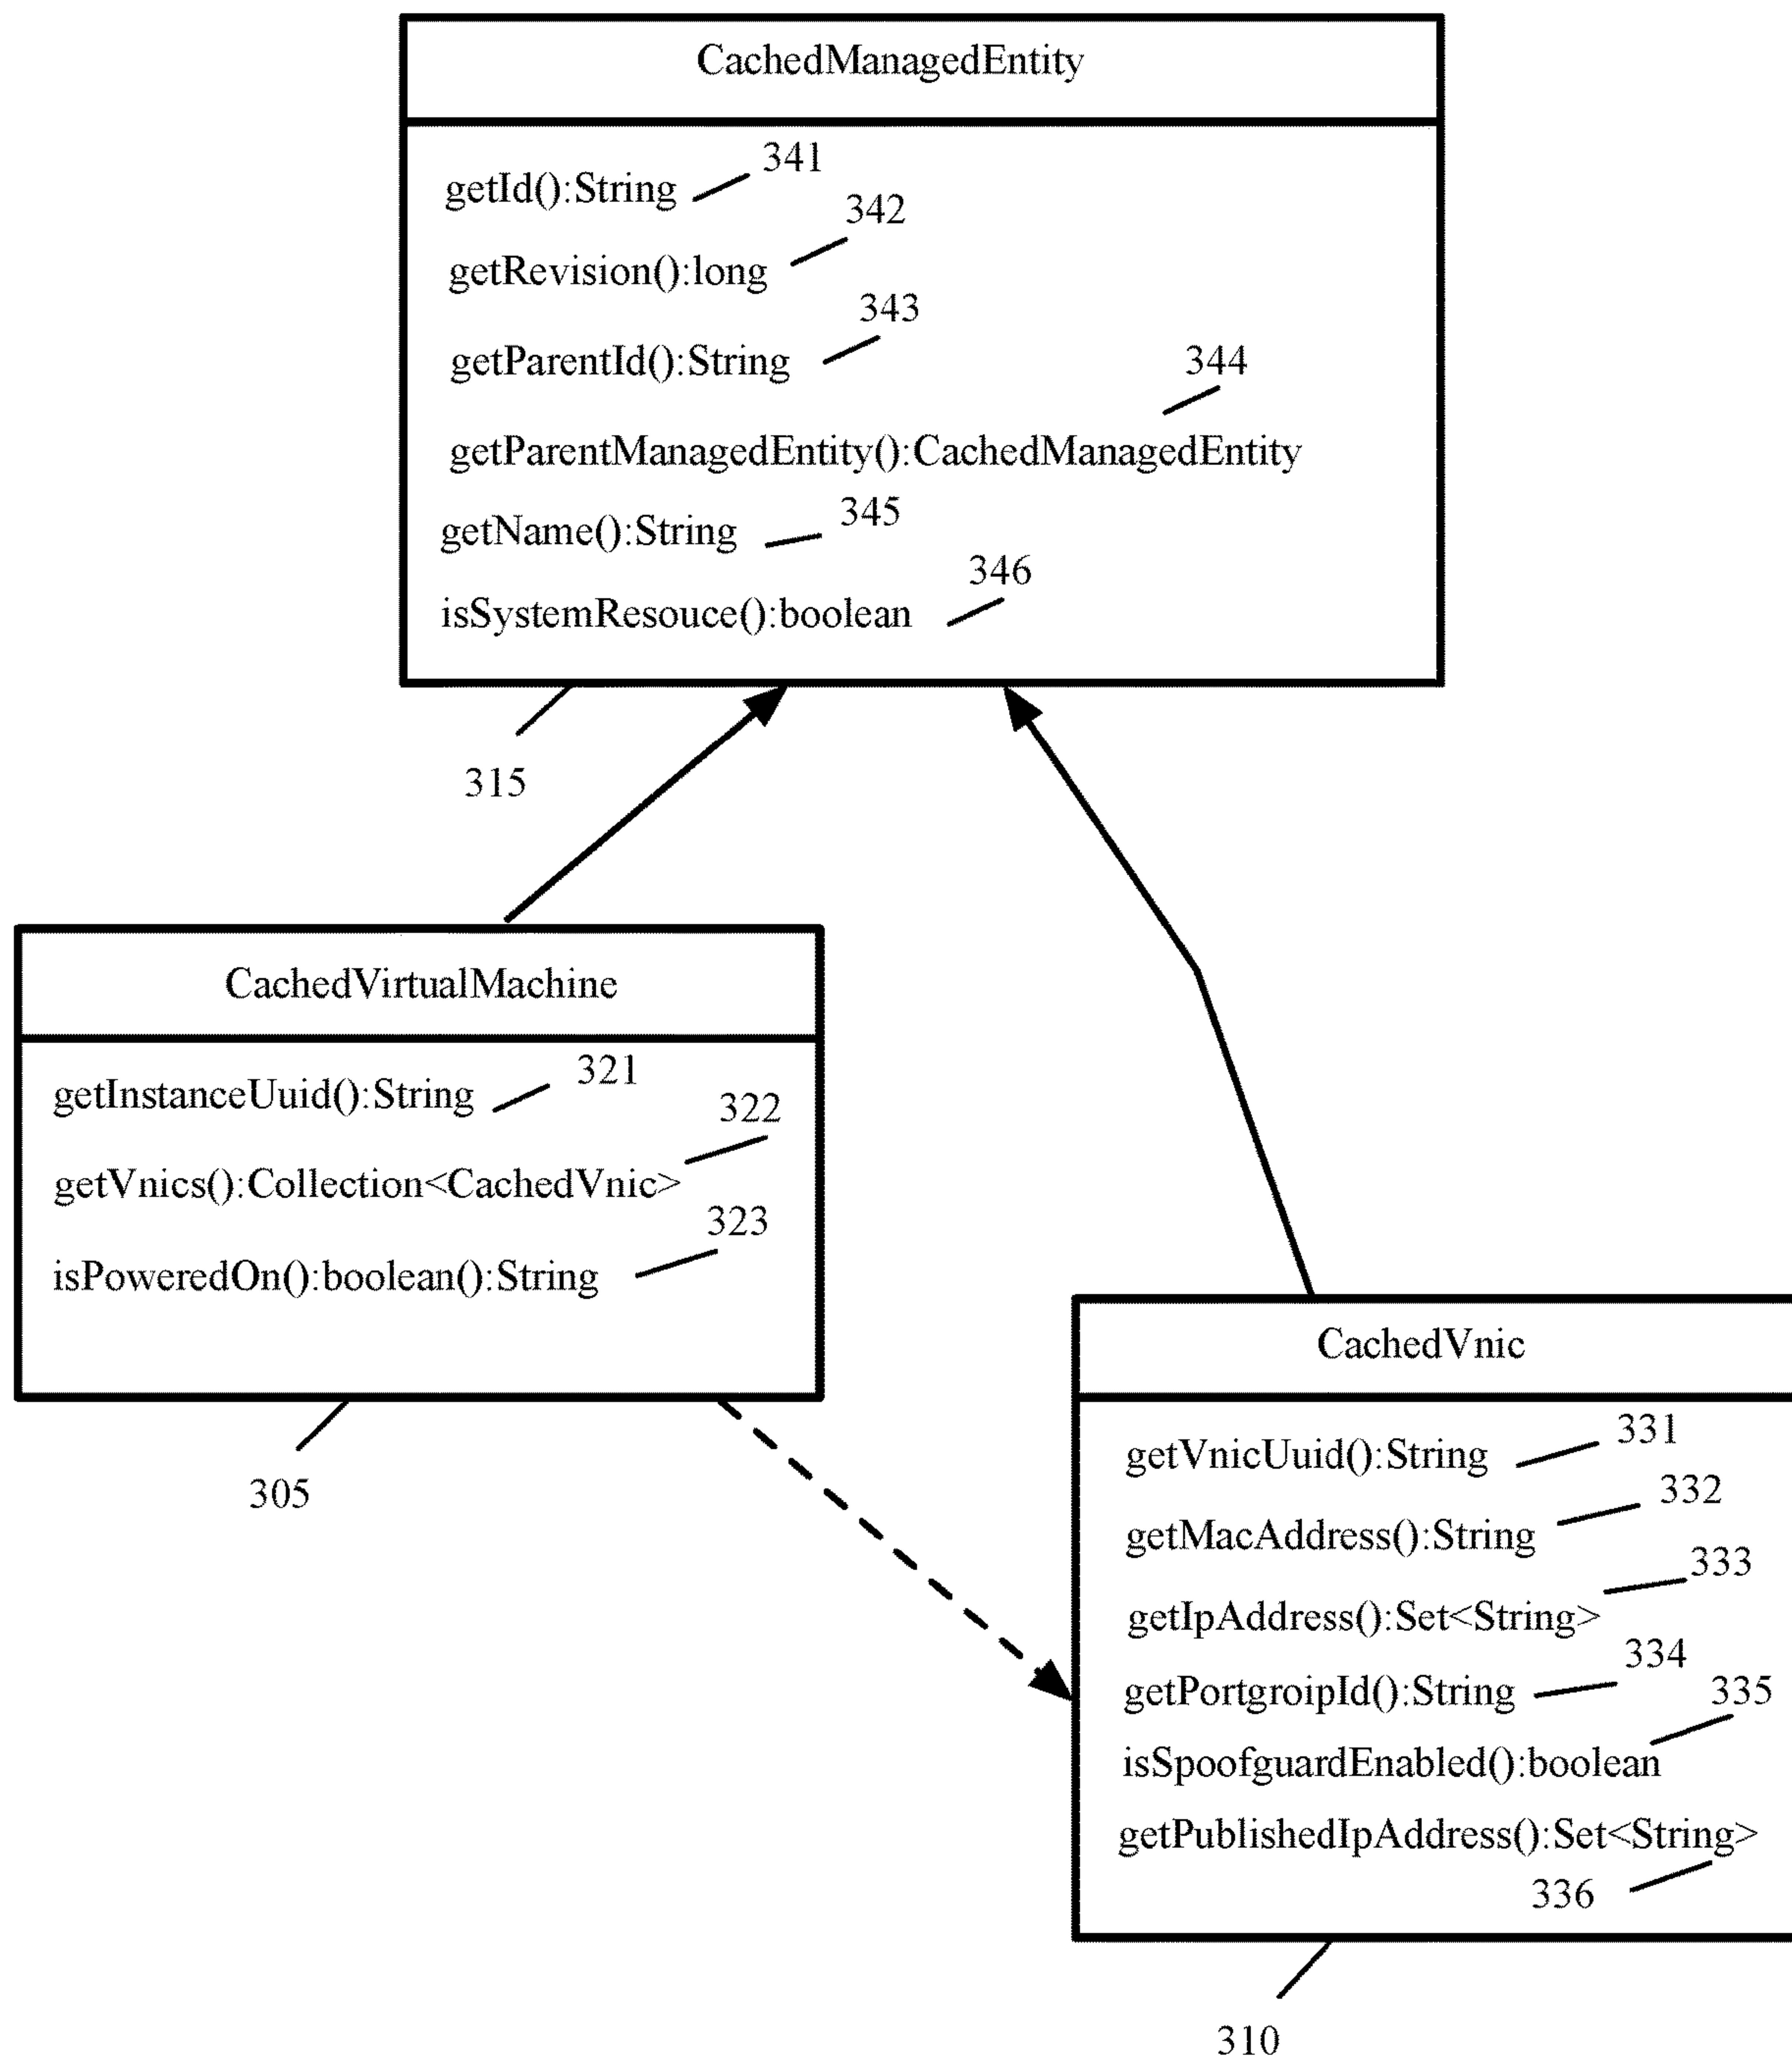 CachedManagedEntity
341
getId():String
342
getRevision():long
343
getParentId():String
344
getParentManagedEntity():CachedManagedEntity
345
getName():String
346
isSystemResouce():boolean
315
CachedVirtualMachine
321
getInstanceUuid():String
322
getVnics():Collection<CachedVnic>
323
isPoweredOn():boolean():String
305
CachedVnic
331
getVnicUuid():String
332
getMacAddress():String
333
getIpAddress():Set<String>
334
getPortgroipId():String
335
isSpoofguardEnabled():boolean
getPublishedIpAddress():Set<String>
336
310